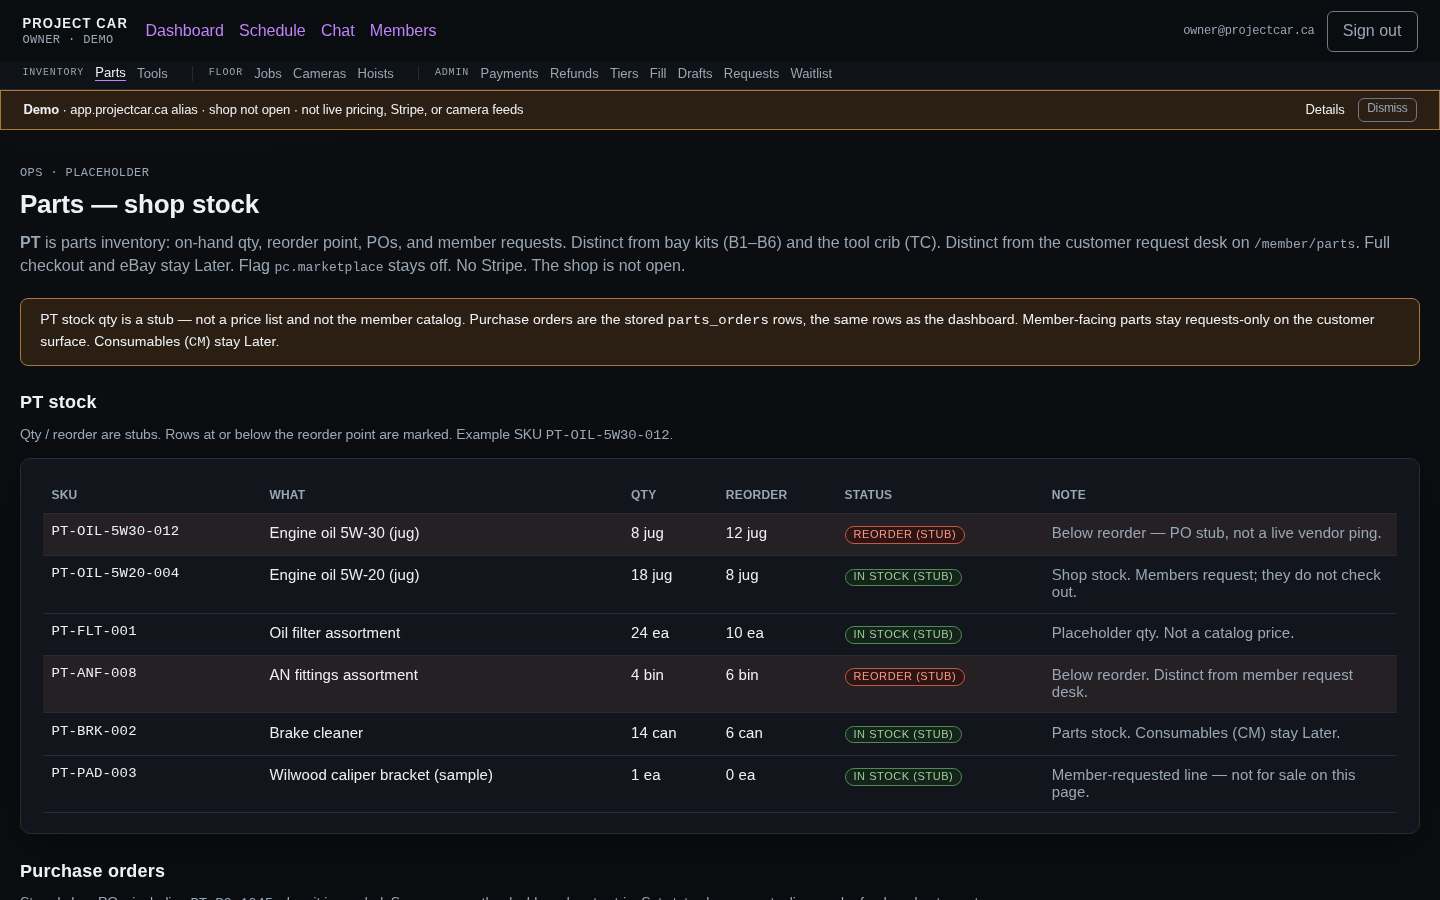 PROJECT CAR
OWNER · DEMO
Dashboard Schedule Chat Members
owner@projectcar.ca
Sign out
INVENTORY Parts Tools FLOOR Jobs Cameras Hoists ADMIN Payments Refunds Tiers Fill Drafts Requests Waitlist
Demo · app.projectcar.ca alias · shop not open · not live pricing, Stripe, or camera feeds
Details Dismiss
OPS · PLACEHOLDER
Parts — shop stock
PT is parts inventory: on-hand qty, reorder point, POs, and member requests. Distinct from bay kits (B1–B6) and the tool crib (TC). Distinct from the customer request desk on /member/parts. Full
checkout and eBay stay Later. Flag pc.marketplace stays off. No Stripe. The shop is not open.
PT stock qty is a stub — not a price list and not the member catalog. Purchase orders are the stored parts_orders rows, the same rows as the dashboard. Member-facing parts stay requests-only on the customer
surface. Consumables (CM) stay Later.
PT stock
Qty / reorder are stubs. Rows at or below the reorder point are marked. Example SKU PT-OIL-5W30-012.
SKU WHAT QTY REORDER STATUS NOTE
PT-OIL-5W30-012 Engine oil 5W-30 (jug) 8 jug 12 jug REORDER (STUB) Below reorder — PO stub, not a live vendor ping.
PT-OIL-5W20-004 Engine oil 5W-20 (jug) 18 jug 8 jug IN STOCK (STUB) Shop stock. Members request; they do not check
out.
PT-FLT-001 Oil filter assortment 24 ea 10 ea IN STOCK (STUB) Placeholder qty. Not a catalog price.
PT-ANF-008 AN fittings assortment 4 bin 6 bin REORDER (STUB) Below reorder. Distinct from member request
desk.
PT-BRK-002 Brake cleaner 14 can 6 can IN STOCK (STUB) Parts stock. Consumables (CM) stay Later.
PT-PAD-003 Wilwood caliper bracket (sample) 1 ea 0 ea IN STOCK (STUB) Member-requested line — not for sale on this
page.
Purchase orders